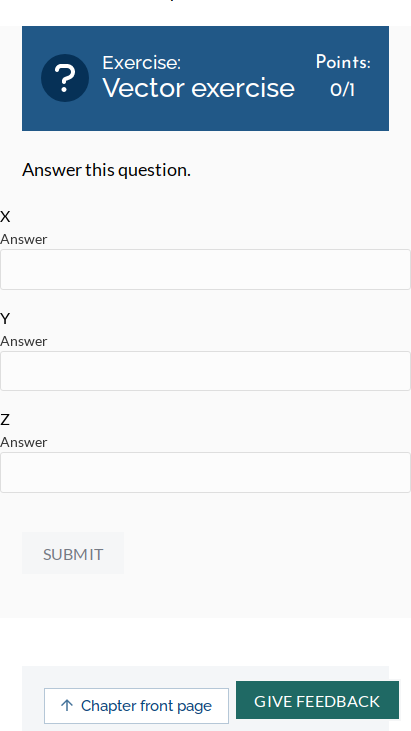 Exercise:
Vector exercise
Points:
0/1
Answer this question.
X
Answer
Y
Answer
Z
Answer
SUBMIT
Chapter front page
GIVE FEEDBACK